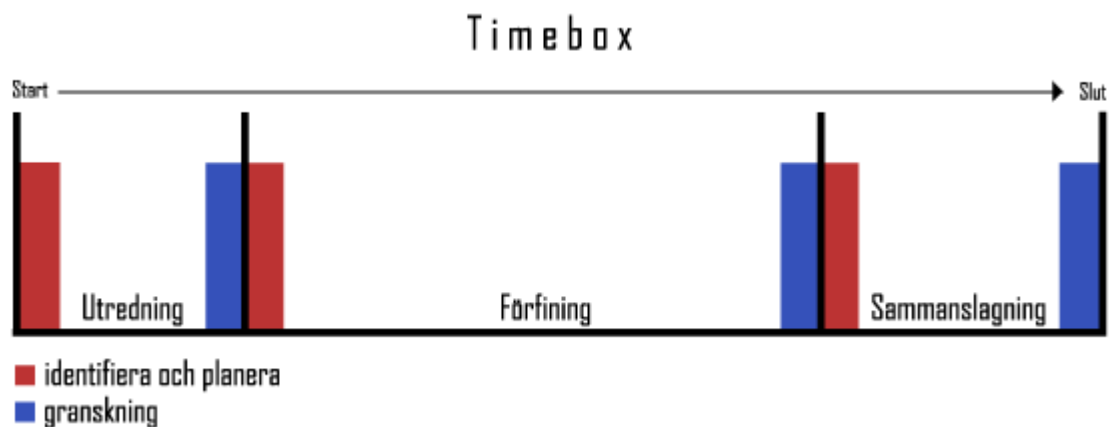 Timebox
Start
Slut
Utredning
Förfining
Sammanslagning
identifiera och planera
granskning